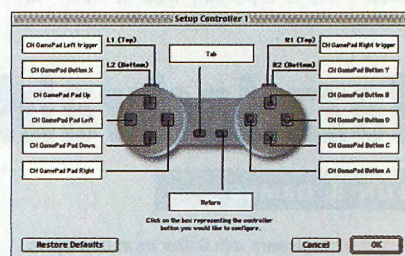 Setup Controller 1
L1 (Top)
R1 (Top)
CH GamePad Left trigger
CH GamePad Right trigger
Tab
L2 (Bottom)
R2 (Bottom)
CH GamePad Button X
CH GamePad Button Y
CH GamePad Pad Up
CH GamePad Button B
CH GamePad Pad Left
CH GamePad Button D
CH GamePad Pad Down
CH GamePad Button C
CH GamePad Pad Right
CH GamePad Button A
Return
Click on the box representing the controller
button you would like to configure.
Restore Defaults
Cancel
OK